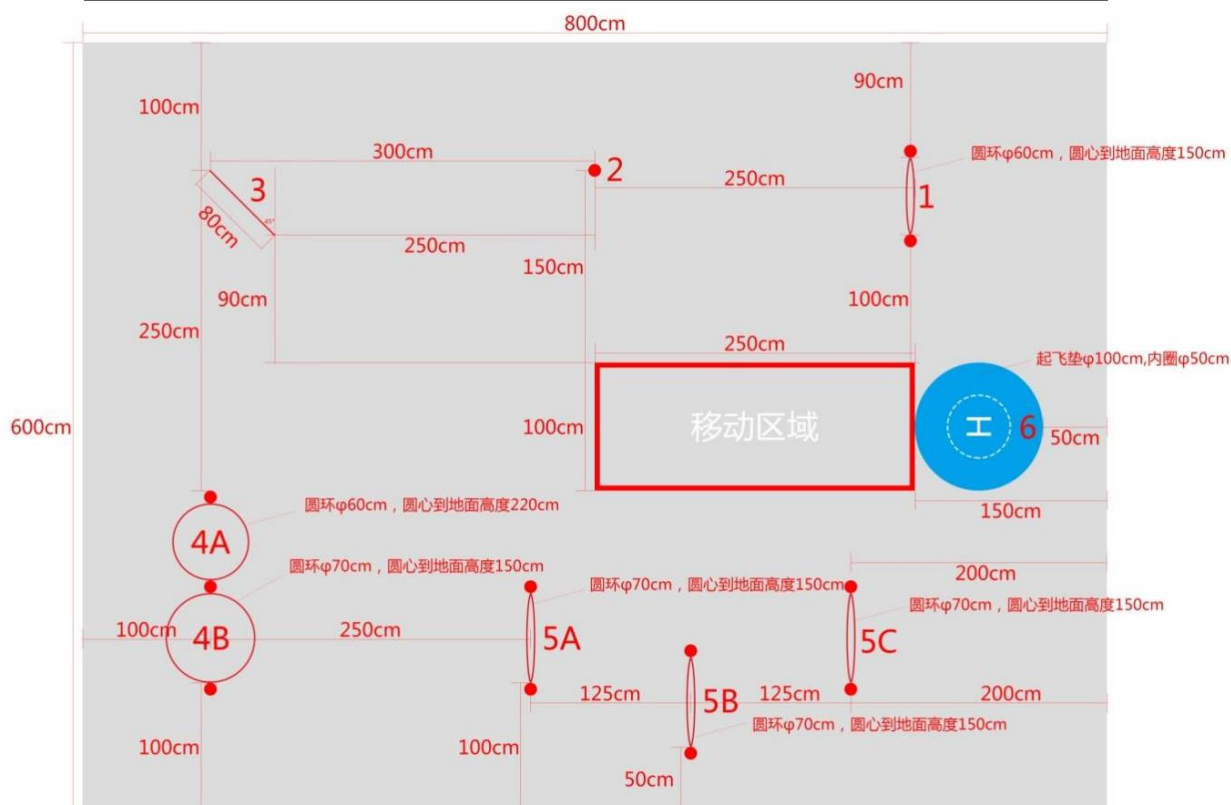 800cm
90cm
100cm
圆环φ60cm，圆心到地面高度150cm
300cm
2
3
250cm
1
80cm
45°
250cm
150cm
90cm
100cm
250cm
250cm
起飞垫φ100cm,内圈φ50cm
600cm
100cm
移动区域
H
6
50cm
圆环φ60cm，圆心到地面高度220cm
150cm
4A
圆环φ70cm，圆心到地面高度150cm
圆环φ70cm，圆心到地面高度150cm
200cm
圆环φ70cm，圆心到地面高度150cm
100cm
4B
250cm
5A
5C
125cm
5B
125cm
200cm
圆环φ70cm，圆心到地面高度150cm
100cm
100cm
50cm